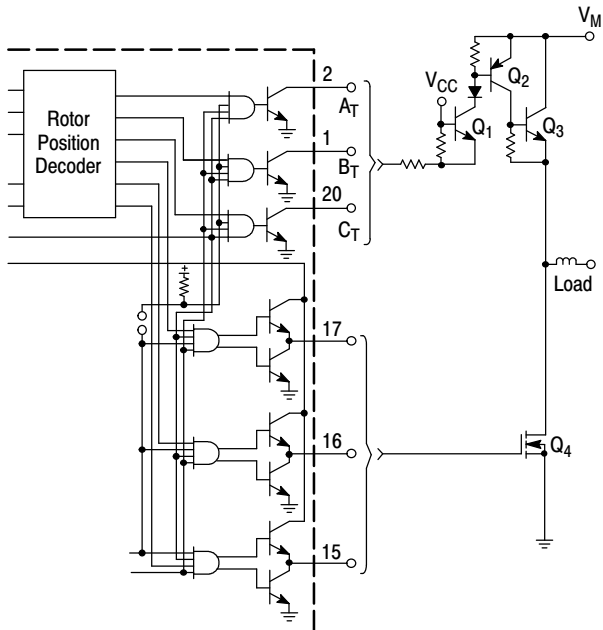 V_M
2
A_T
Q_2
V_CC
Rotor
Position
Decoder
Q_1
Q_3
1
B_T
20
C_T
+
Load
17
16
Q_4
15